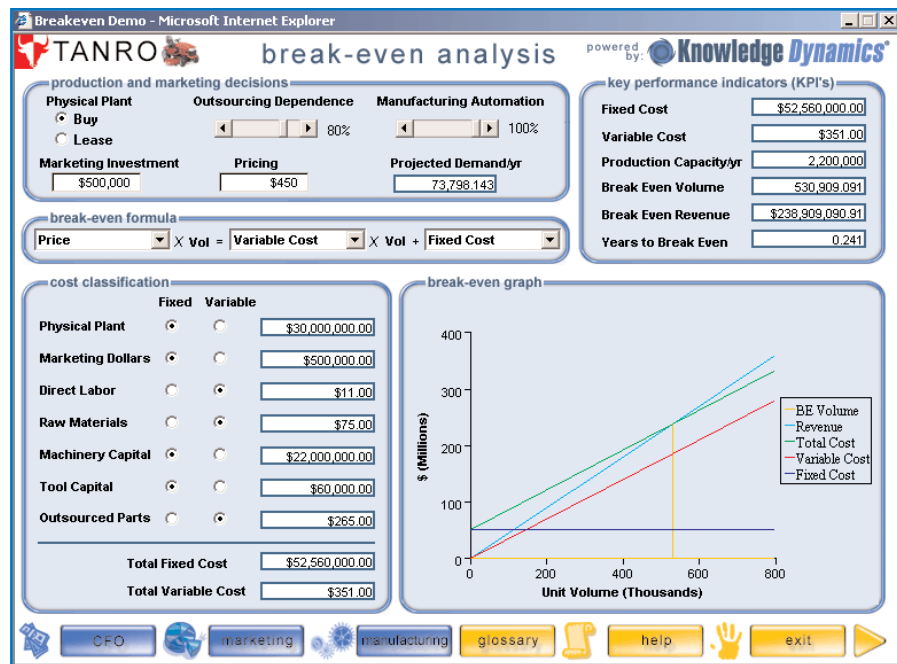 Breakeven Demo - Microsoft Internet Explorer
TANRO break-even analysis powered by: Knowledge Dynamics
production and marketing decisions
Physical Plant Outsourcing Dependence Manufacturing Automation
Buy
Lease
80% 100%
Marketing Investment Pricing Projected Demand/yr
$500,000 $450 73,798.143
key performance indicators (KPI's)
Fixed Cost $52,560,000.00
Variable Cost $351.00
Production Capacity/yr 2,200,000
Break Even Volume 530,909.091
Break Even Revenue $238,909,090.91
Years to Break Even 0.241
break-even formula
Price X Vol = Variable Cost X Vol + Fixed Cost
cost classification
Fixed Variable
Physical Plant $30,000,000.00
Marketing Dollars $500,000.00
Direct Labor $11.00
Raw Materials $75.00
Machinery Capital $22,000,000.00
Tool Capital $60,000.00
Outsourced Parts $265.00
Total Fixed Cost $52,560,000.00
Total Variable Cost $351.00
break-even graph
400
300
200
100
0
$ (Millions)
0 200 400 600 800
Unit Volume (Thousands)
BE Volume
Revenue
Total Cost
Variable Cost
Fixed Cost
CFO marketing manufacturing glossary help exit